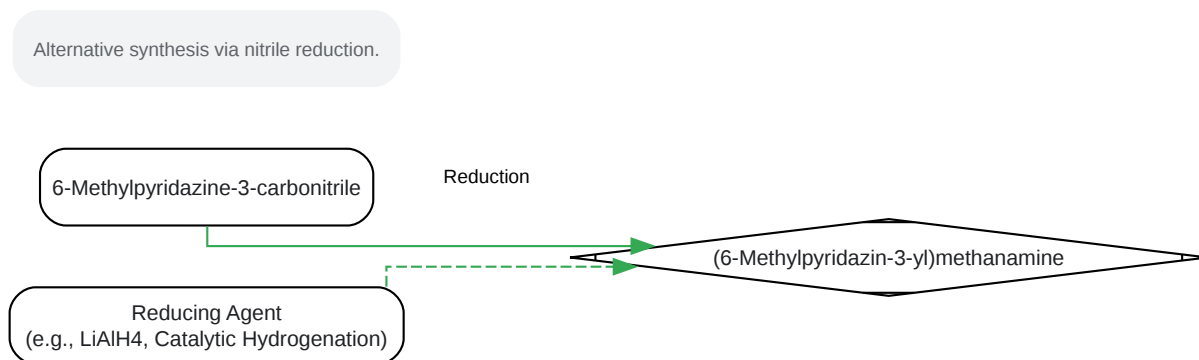 Alternative synthesis via nitrile reduction.
6-Methylpyridazine-3-carbonitrile
Reduction
(6-Methylpyridazin-3-yl)methanamine
Reducing Agent
(e.g., LiAlH4, Catalytic Hydrogenation)